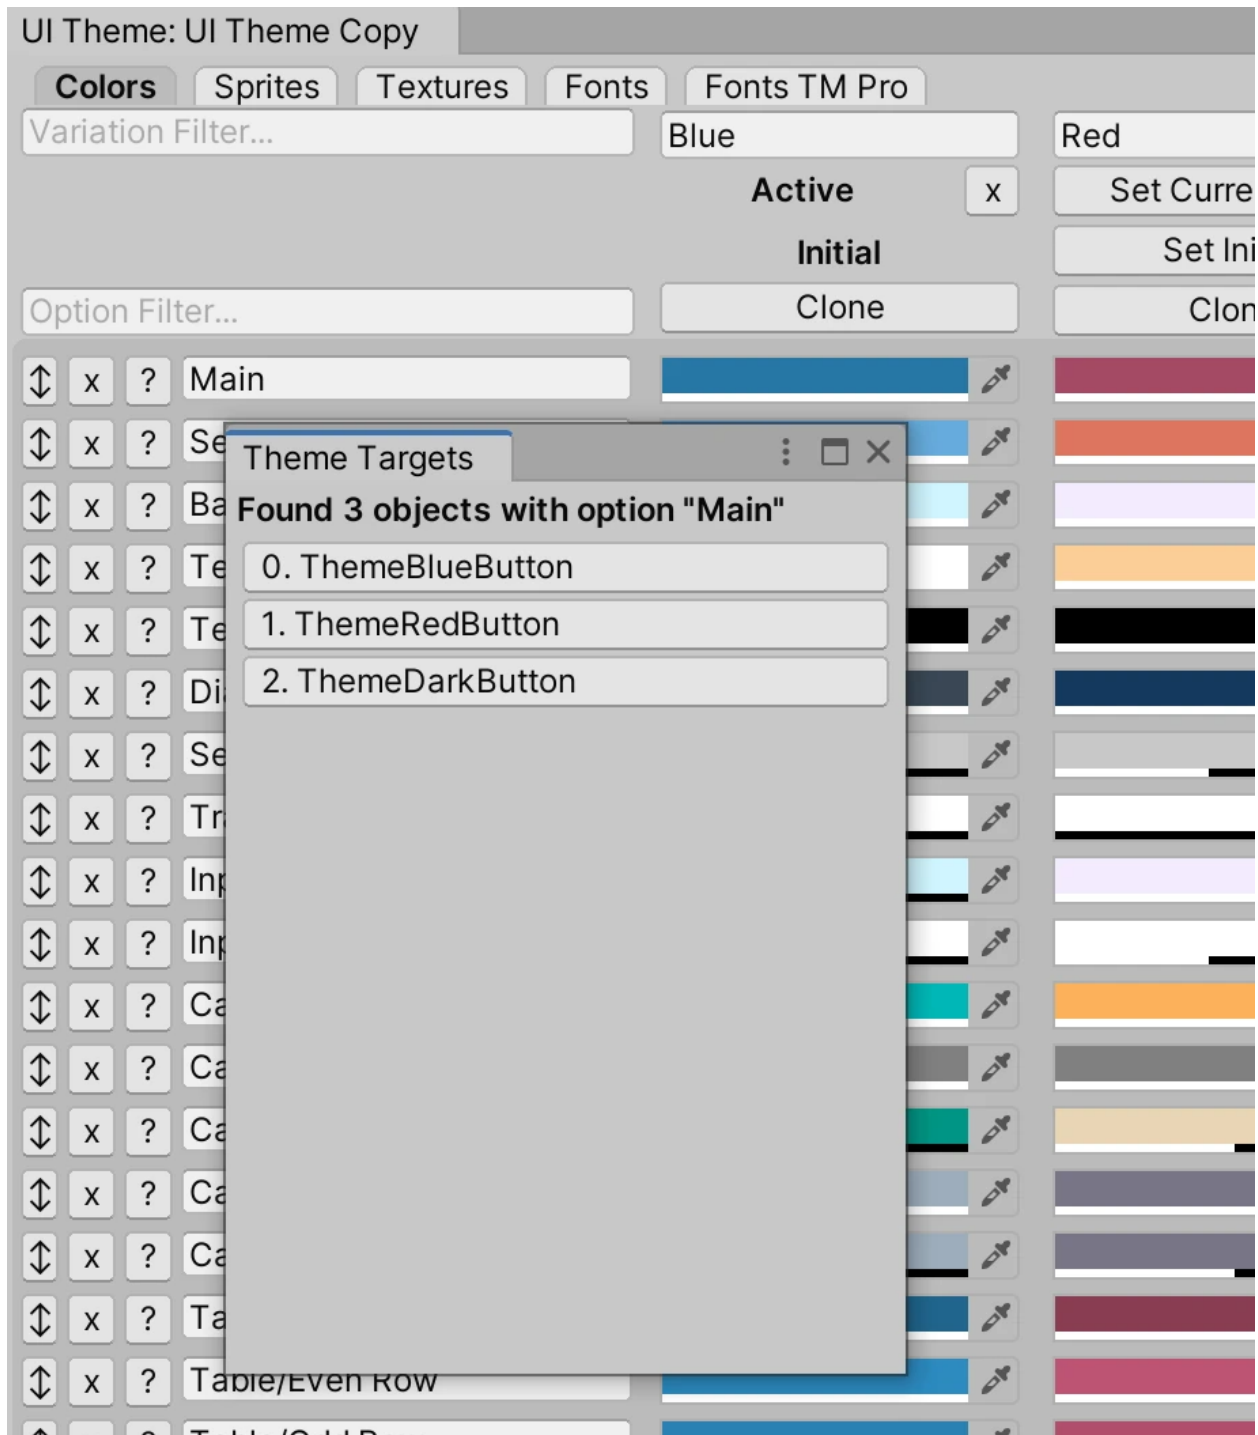 UI Theme: UI Theme Copy
Colors Sprites Textures Fonts Fonts TM Pro
Variation Filter... Blue Red
Active x Set Curre
Initial Set Ini
Option Filter... Clone Clon
x ? Main
x ? Se
Theme Targets
Found 3 objects with option "Main"
x ? Ba
0. ThemeBlueButton
x ? Te
1. ThemeRedButton
x ? Te
2. ThemeDarkButton
x ? Di
x ? Se
x ? Tr
x ? Inp
x ? Inp
x ? Ca
x ? Ca
x ? Ca
x ? Ca
x ? Ca
x ? Ta
x ? Table/Even Row